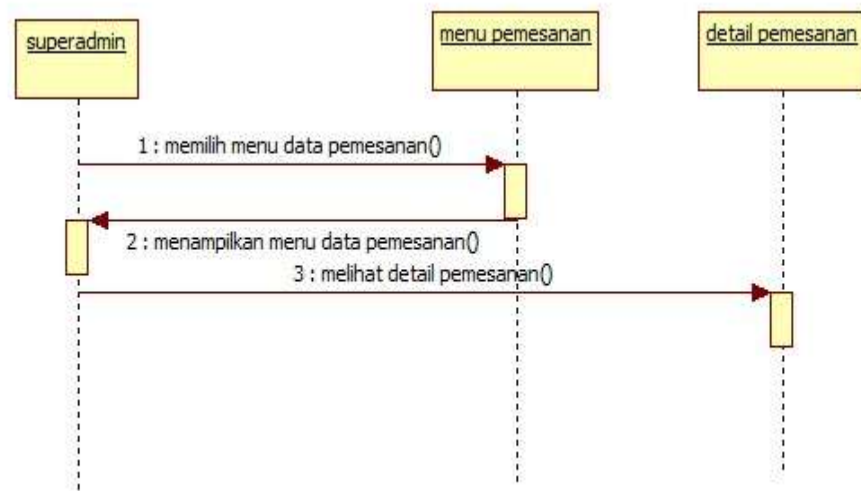 superadmin
menu pemesanan
detail pemesanan
1 : memilih menu data pemesanan()
2 : menampilkan menu data pemesanan()
3 : melihat detail pemesanan()